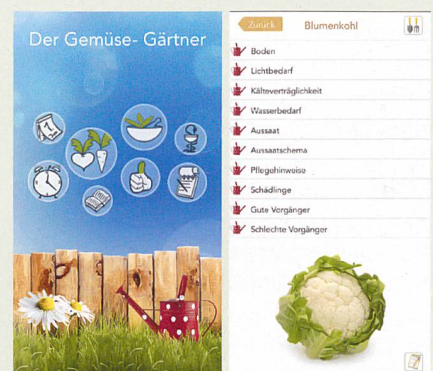 Der Gemüse- Gärtner
Zurück
Blumenkohl
Boden
Lichtbedarf
Kälteverträglichkeit
Wasserbedarf
Aussaat
Aussaatschema
Pflegehinweise
Schädlinge
Gute Vorgänger
Schlechte Vorgänger